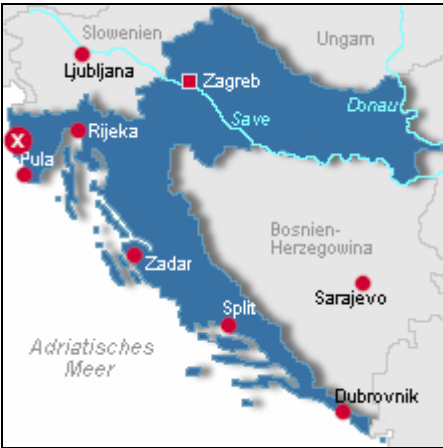 Slowenien
Ungarn
Ljubljana
Zagreb
Donau
Save
X
Rijeka
Pula
Bosnien-
Herzegowina
Zadar
Sarajevo
Split
Adriatisches
Meer
Dubrovnik